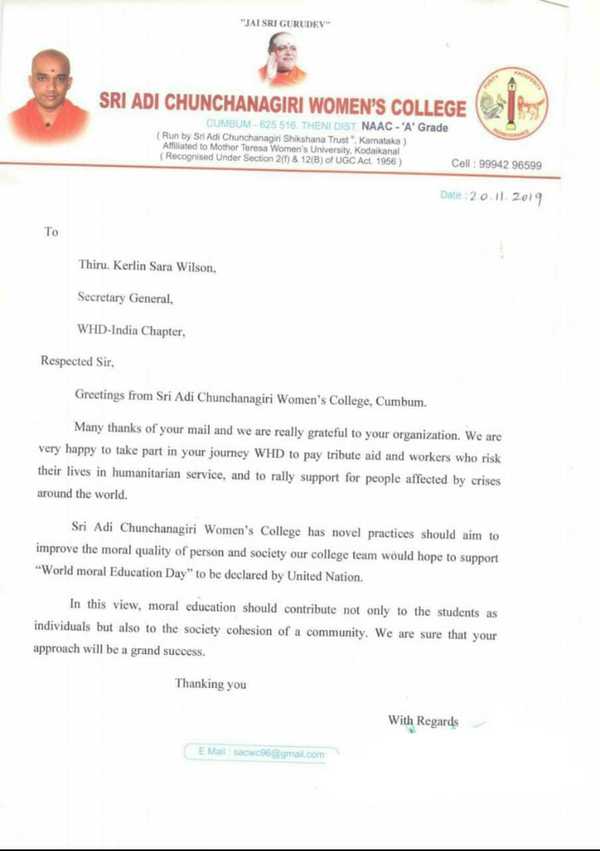 "JAI SRI GURUDEV"
SRI ADI CHUNCHANAGIRI WOMEN'S COLLEGE
CUMBUM - 625 516. THENI DIST. NAAC - 'A' Grade
( Run by Sri Adi Chunchanagiri Shikshana Trust ®, Karnataka )
Affiliated to Mother Teresa Women's University, Kodaikanal
( Recognised Under Section 2(f) & 12(B) of UGC Act. 1956 )
PURITY PROSPERITY
Cell : 99942 96599
Date : 20.11.2019
To
Thiru. Kerlin Sara Wilson,
Secretary General,
WHD-India Chapter,
Respected Sir,
Greetings from Sri Adi Chunchanagiri Women's College, Cumbum.
Many thanks of your mail and we are really grateful to your organization. We are
very happy to take part in your journey WHD to pay tribute aid and workers who risk
their lives in humanitarian service, and to rally support for people affected by crises
around the world.
Sri Adi Chunchanagiri Women's College has novel practices should aim to
improve the moral quality of person and society our college team would hope to support
"World moral Education Day" to be declared by United Nation.
In this view, moral education should contribute not only to the students as
individuals but also to the society cohesion of a community. We are sure that your
approach will be a grand success.
Thanking you
With Regards
E Mail : sacwc96@gmail.com